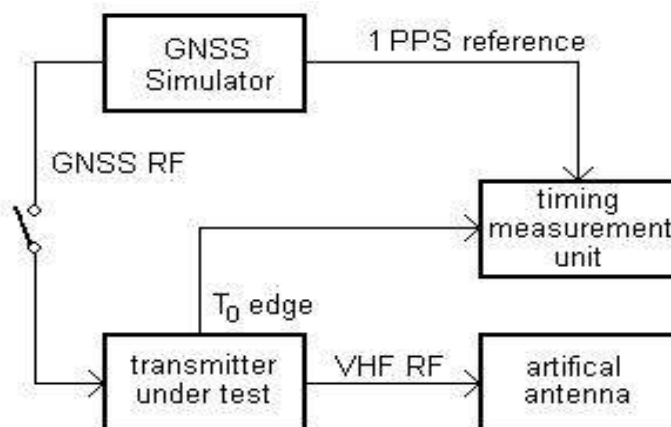 GNSS
Simulator
1 PPS reference
GNSS RF
timing
measurement
unit
T0 edge
transmitter
under test
VHF RF
artifical
antenna